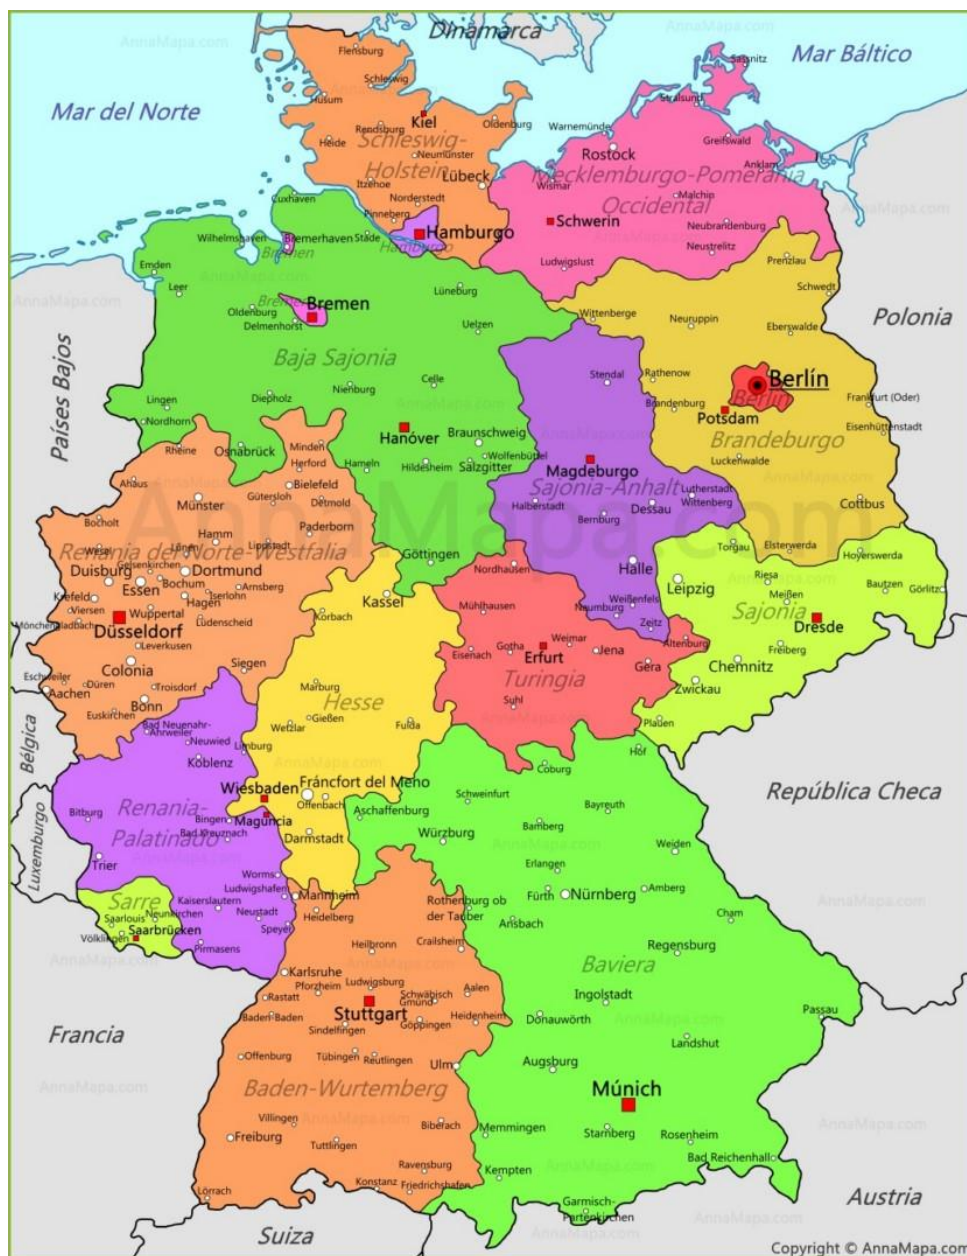 Dinamarca
Mar Báltico
Mar del Norte
Flensburg
Sassnitz
Schleswig
Husum
Stralsund
Kiel
Oldenburg
Rendsburg
Warnemünde
Greifswald
Heide
Schleswig-
Holstein
Neumünster
Rostock
Anklam
Mecklemburgo-Pomerania
Occidental
Itzehoe
Lübeck
Wismar
Malchip
Cuxhaven
Norderstedt
Pinneberg
Schwerin
Neubrandenburg
Hamburgo
Hamburgo
Wilhelmshaven
Bremerhaven
Stade
Bremen
Neustrelitz
Emden
Ludwigslust
Prenzlau
Leer
Lüneburg
Schwedt
Bremen
Bremen
Oldenburg
Delmenhorst
Wittenberge
Neuruppin
Eberswalde
Polonia
Uelzen
Países Bajos
Baja Sajonia
Stendal
Rathenow
Berlín
Berlín
Nienburg
Celle
Diepholz
Lingen
Nordhorn
Brandenburg
Potsdam
Frankfurt (Oder)
Eisenhüttenstadt
Hanóver
Braunschweig
Brandeburgo
Rheine
Osnabrück
Minden
Wolfenbüttel
Luckenwalde
Herford
Hameln
Hildesheim
Salzgitter
Magdeburgo
Ahaus
Bielefeld
Sajonia-Anhalt
Lutherstadt
Wittenberg
Münster
Gütersloh
Detmold
Halberstadt
Dessau
Cottbus
Bernburg
Bocholt
Hamm
Paderborn
Wesel
Lünen
Lippstadt
Renania del Norte-Westfalia
Torgau
Elsterwerda
Hoyerswerda
Göttingen
Nordhausen
Halle
Gelsenkirchen
Duisburg
Dortmund
Essen
Bochum
Arnsberg
Leipzig
Riesa
Bautzen
Görlitz
Krefeld
Hagen
Iserlohn
Kassel
Meißen
Viersen
Wuppertal
Mühlhausen
Naumburg
Weißenfels
Sajonia
Mönchengladbach
Düsseldorf
Lüdenscheid
Korbach
Zeitz
Dresde
Leverkusen
Eisenach
Gotha
Erfurt
Weimar
Jena
Altenburg
Freiberg
Colonia
Siegen
Gera
Chemnitz
Eschweiler
Aachen
Düren
Troisdorf
Marburg
Turingia
Zwickau
Bonn
Hesse
Suhl
Euskirchen
Gießen
Wetzlar
Fulda
Plauen
Bad Neuenahr-
Ahrweiler
Neuwied
Limburg
Hof
Bélgica
Koblenz
Coburg
Wiesbaden
Fráncfort del Meno
Offenbach
Schweinfurt
República Checa
Renania-
Palatinado
Bitburg
Bingen
Maguncia
Aschaffenburg
Bayreuth
Bad Kreuznach
Darmstadt
Bamberg
Luxemburgo
Würzburg
Weiden
Trier
Worms
Erlangen
Ludwigshafen
Mannheim
Fürth
Nürnberg
Amberg
Sarre
Kaiserslautern
Rothenburg ob
der Tauber
Saarlouis
Neunkirchen
Neustadt
Heidelberg
Ansbach
Cham
Völklingen
Saarbrücken
Speyer
Pirmasens
Heilbronn
Crailsheim
Regensburg
Karlsruhe
Baviera
Pforzheim
Ludwigsburg
Schwäbisch
Gmünd
Aalen
Ingolstadt
Rastatt
Stuttgart
Passau
Baden-Baden
Göppingen
Heidenheim
Donauwörth
Sindelfingen
Francia
Landshut
Offenburg
Tübingen
Reutlingen
Ulm
Augsburg
Baden-Wurtemberg
Múnich
Villingen
Biberach
Memmingen
Starnberg
Rosenheim
Freiburg
Tuttlingen
Bad Reichenhall
Ravensburg
Kempten
Konstanz
Friedrichshafen
Lörrach
Garmisch-
Partenkirchen
Austria
Suiza
AnnaMapa.com
Copyright © AnnaMapa.com